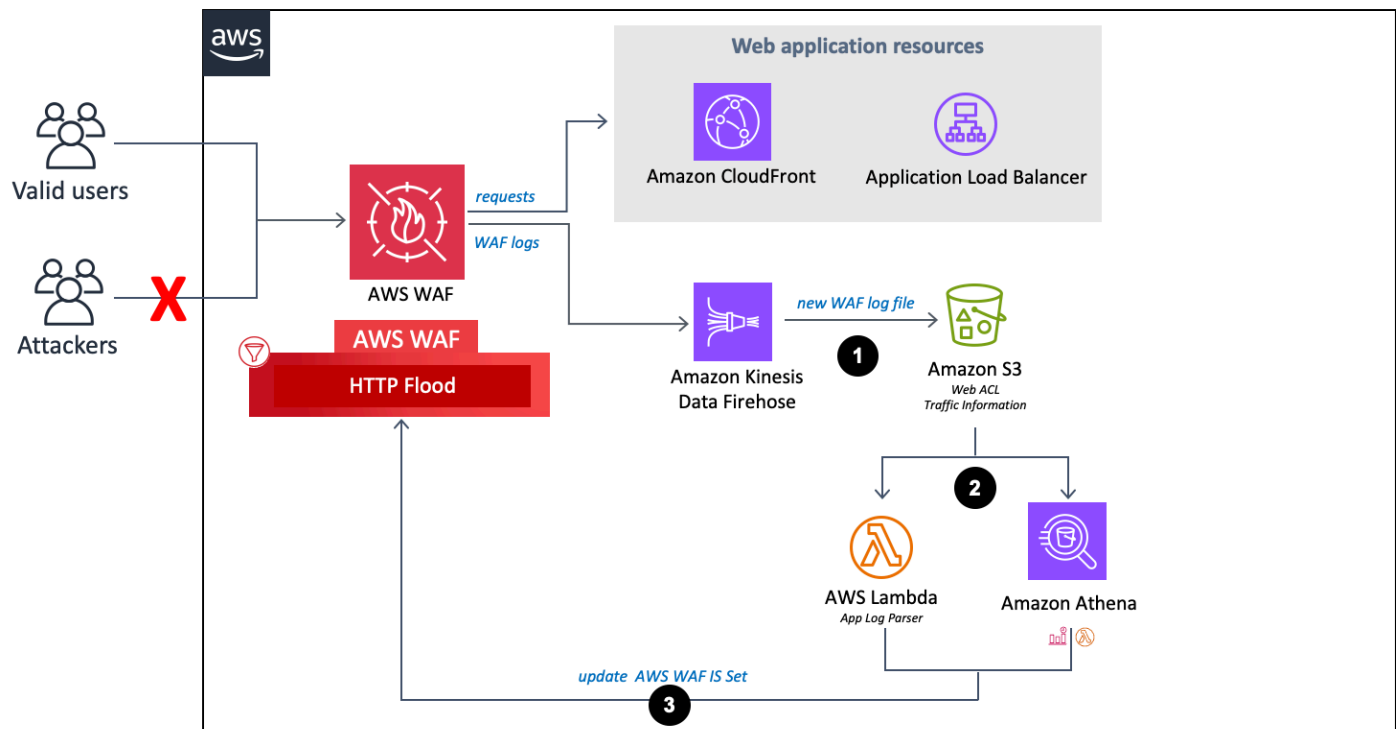 aws
Web application resources
Valid users
Amazon CloudFront
Application Load Balancer
requests
WAF logs
Attackers
X
AWS WAF
new WAF log file
1
AWS WAF
HTTP Flood
Amazon Kinesis
Data Firehose
Amazon S3
Web ACL
Traffic Information
2
AWS Lambda
App Log Parser
Amazon Athena
update AWS WAF IS Set
3